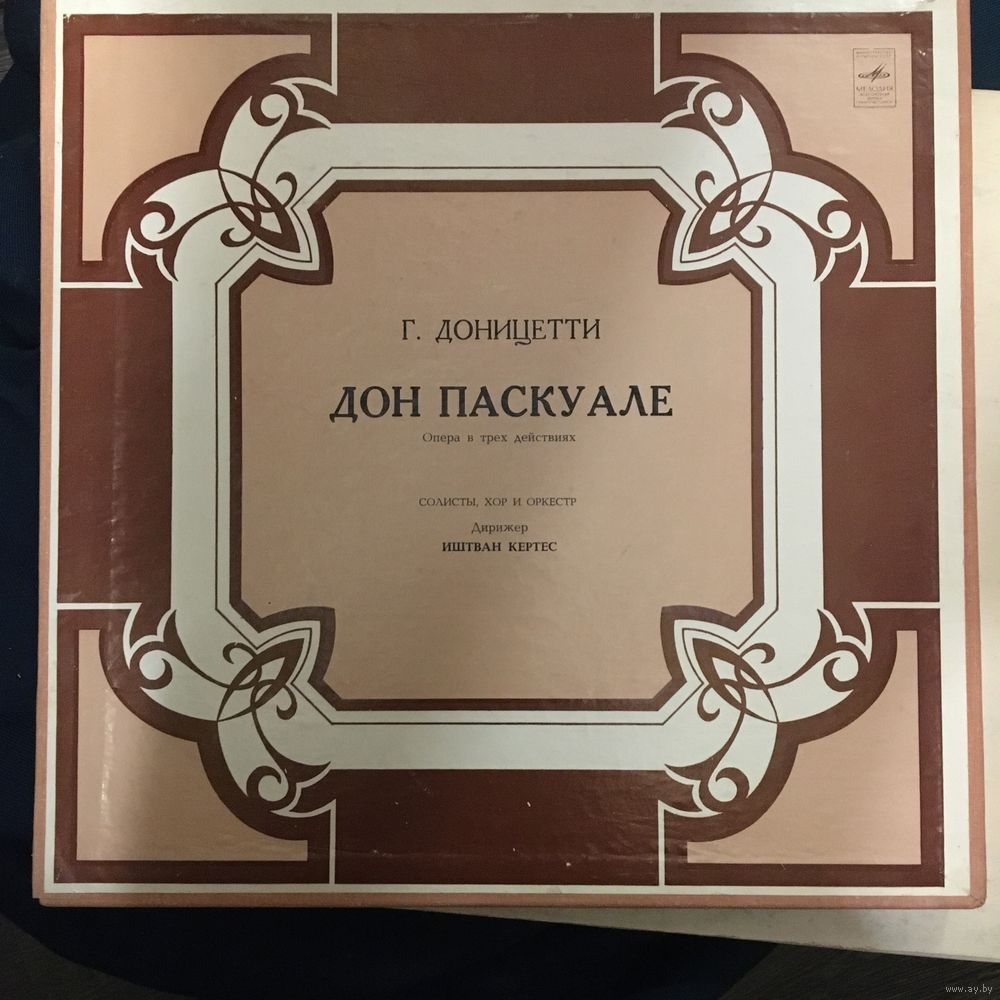 МЕЛОДИЯ
Г. ДОНИЦЕТТИ
ДОН ПАСКУАЛЕ
Опера в трех действиях
СОЛИСТЫ, ХОР И ОРКЕСТР
Дирижер
ИШТВАН КЕРТЕС
www.ay.by